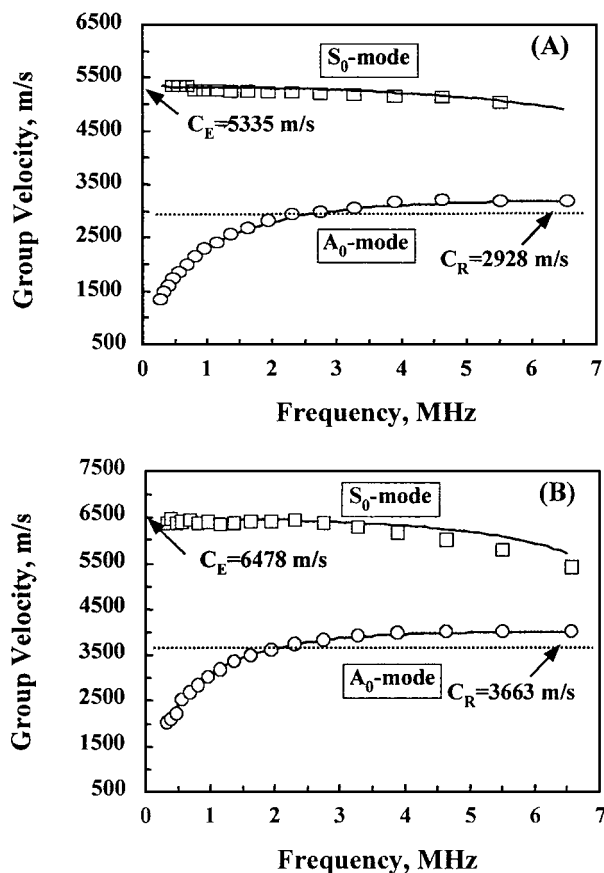 (A)
6500
5500
4500
3500
2500
1500
500
S0-mode
CE=5335 m/s
A0-mode
CR=2928 m/s
Group Velocity, m/s
0 1 2 3 4 5 6 7
Frequency, MHz
(B)
7500
6500
5500
4500
3500
2500
1500
500
S0-mode
CE=6478 m/s
A0-mode
CR=3663 m/s
Group Velocity, m/s
0 1 2 3 4 5 6 7
Frequency, MHz